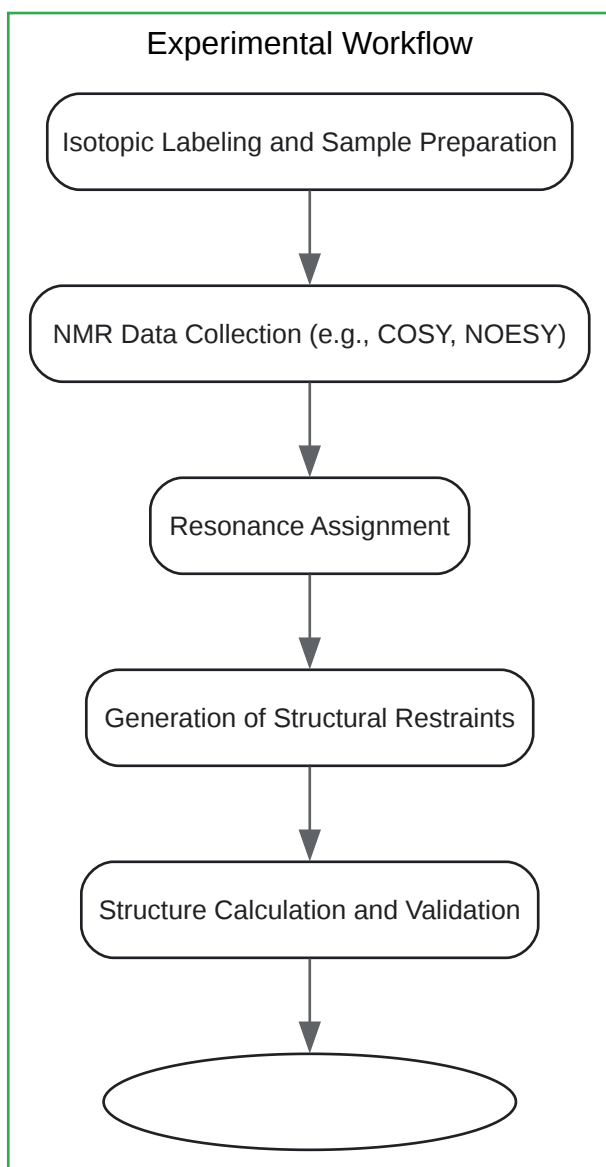 Experimental Workflow
Isotopic Labeling and Sample Preparation
NMR Data Collection (e.g., COSY, NOESY)
Resonance Assignment
Generation of Structural Restraints
Structure Calculation and Validation